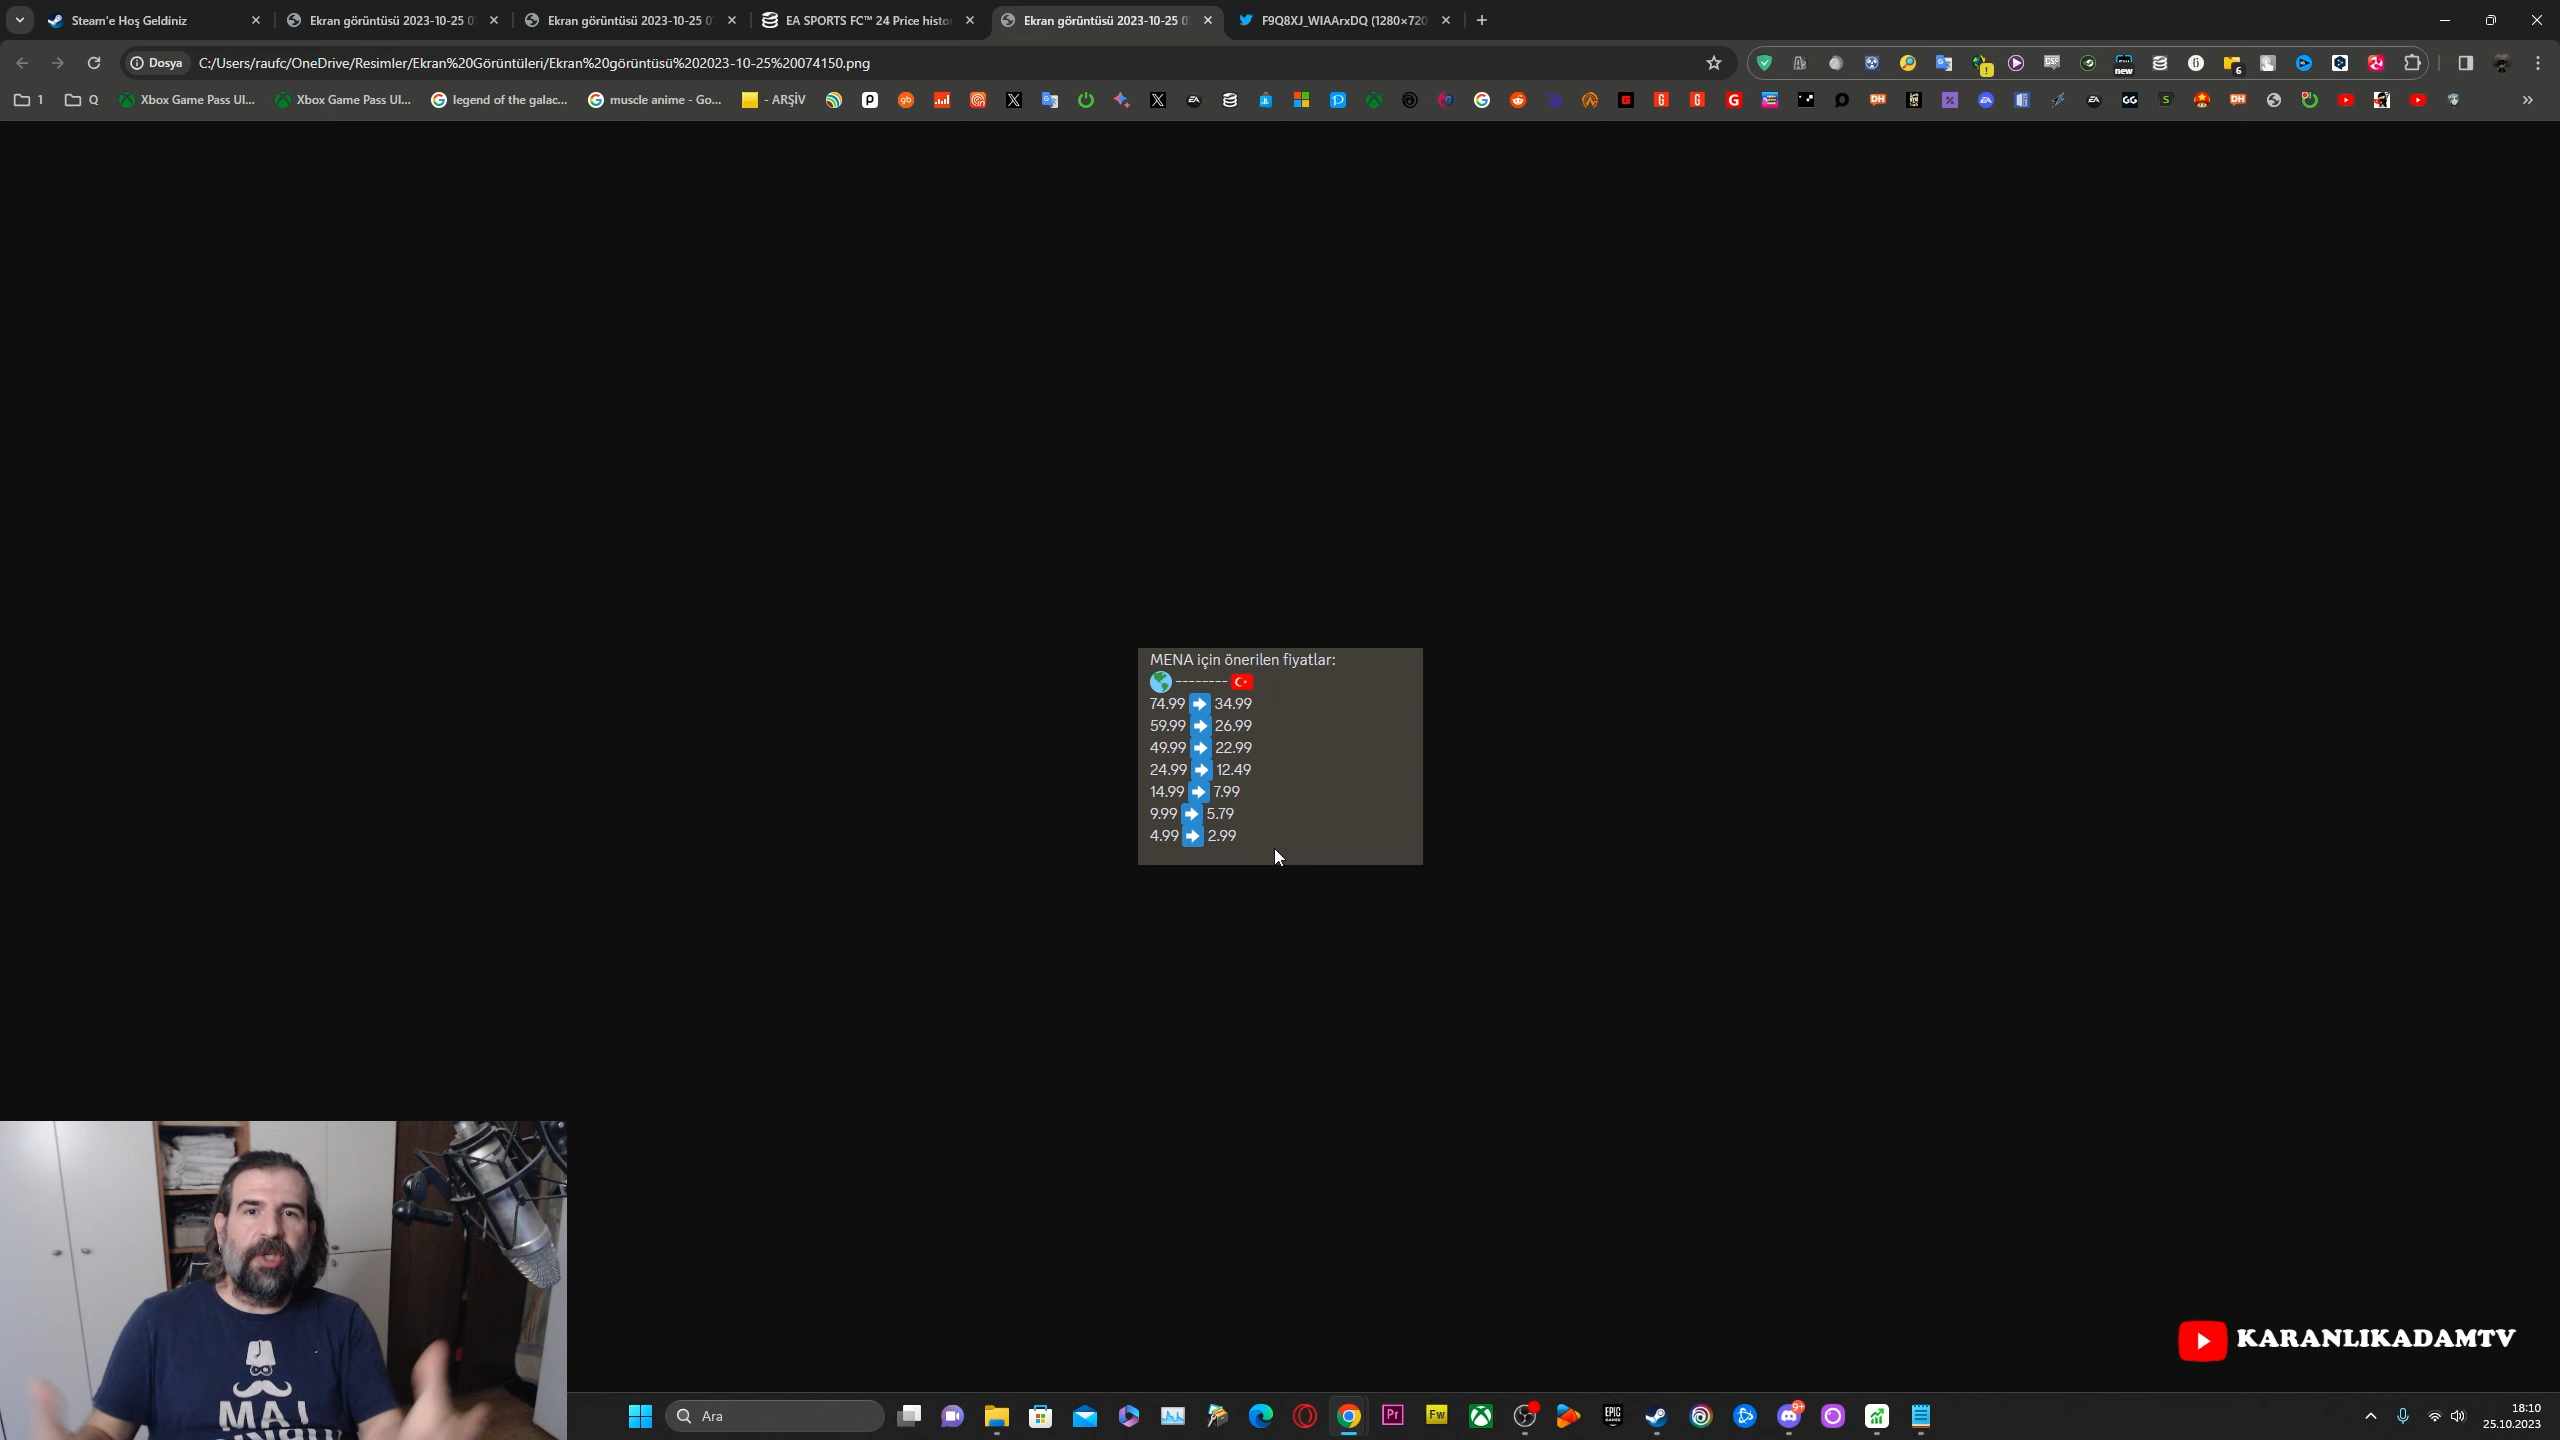 Steam'e Hoş Geldiniz
Ekran görüntüsü 2023-10-25 0
Ekran görüntüsü 2023-10-25 0
EA SPORTS FC™ 24 Price histo
Ekran görüntüsü 2023-10-25 0
F9Q8XJ_WIAArxDQ (1280×720
Dosya
C:/Users/raufc/OneDrive/Resimler/Ekran%20Görüntüleri/Ekran%20görüntüsü%202023-10-25%20074150.png
1
Q
Xbox Game Pass Ul...
Xbox Game Pass Ul...
legend of the galac...
muscle anime - Go...
- ARŞİV
MENA için önerilen fiyatlar:
--------
74.99 ➡ 34.99
59.99 ➡ 26.99
49.99 ➡ 22.99
24.99 ➡ 12.49
14.99 ➡ 7.99
9.99 ➡ 5.79
4.99 ➡ 2.99
KARANLIKADAMTV
Ara
18:10
25.10.2023